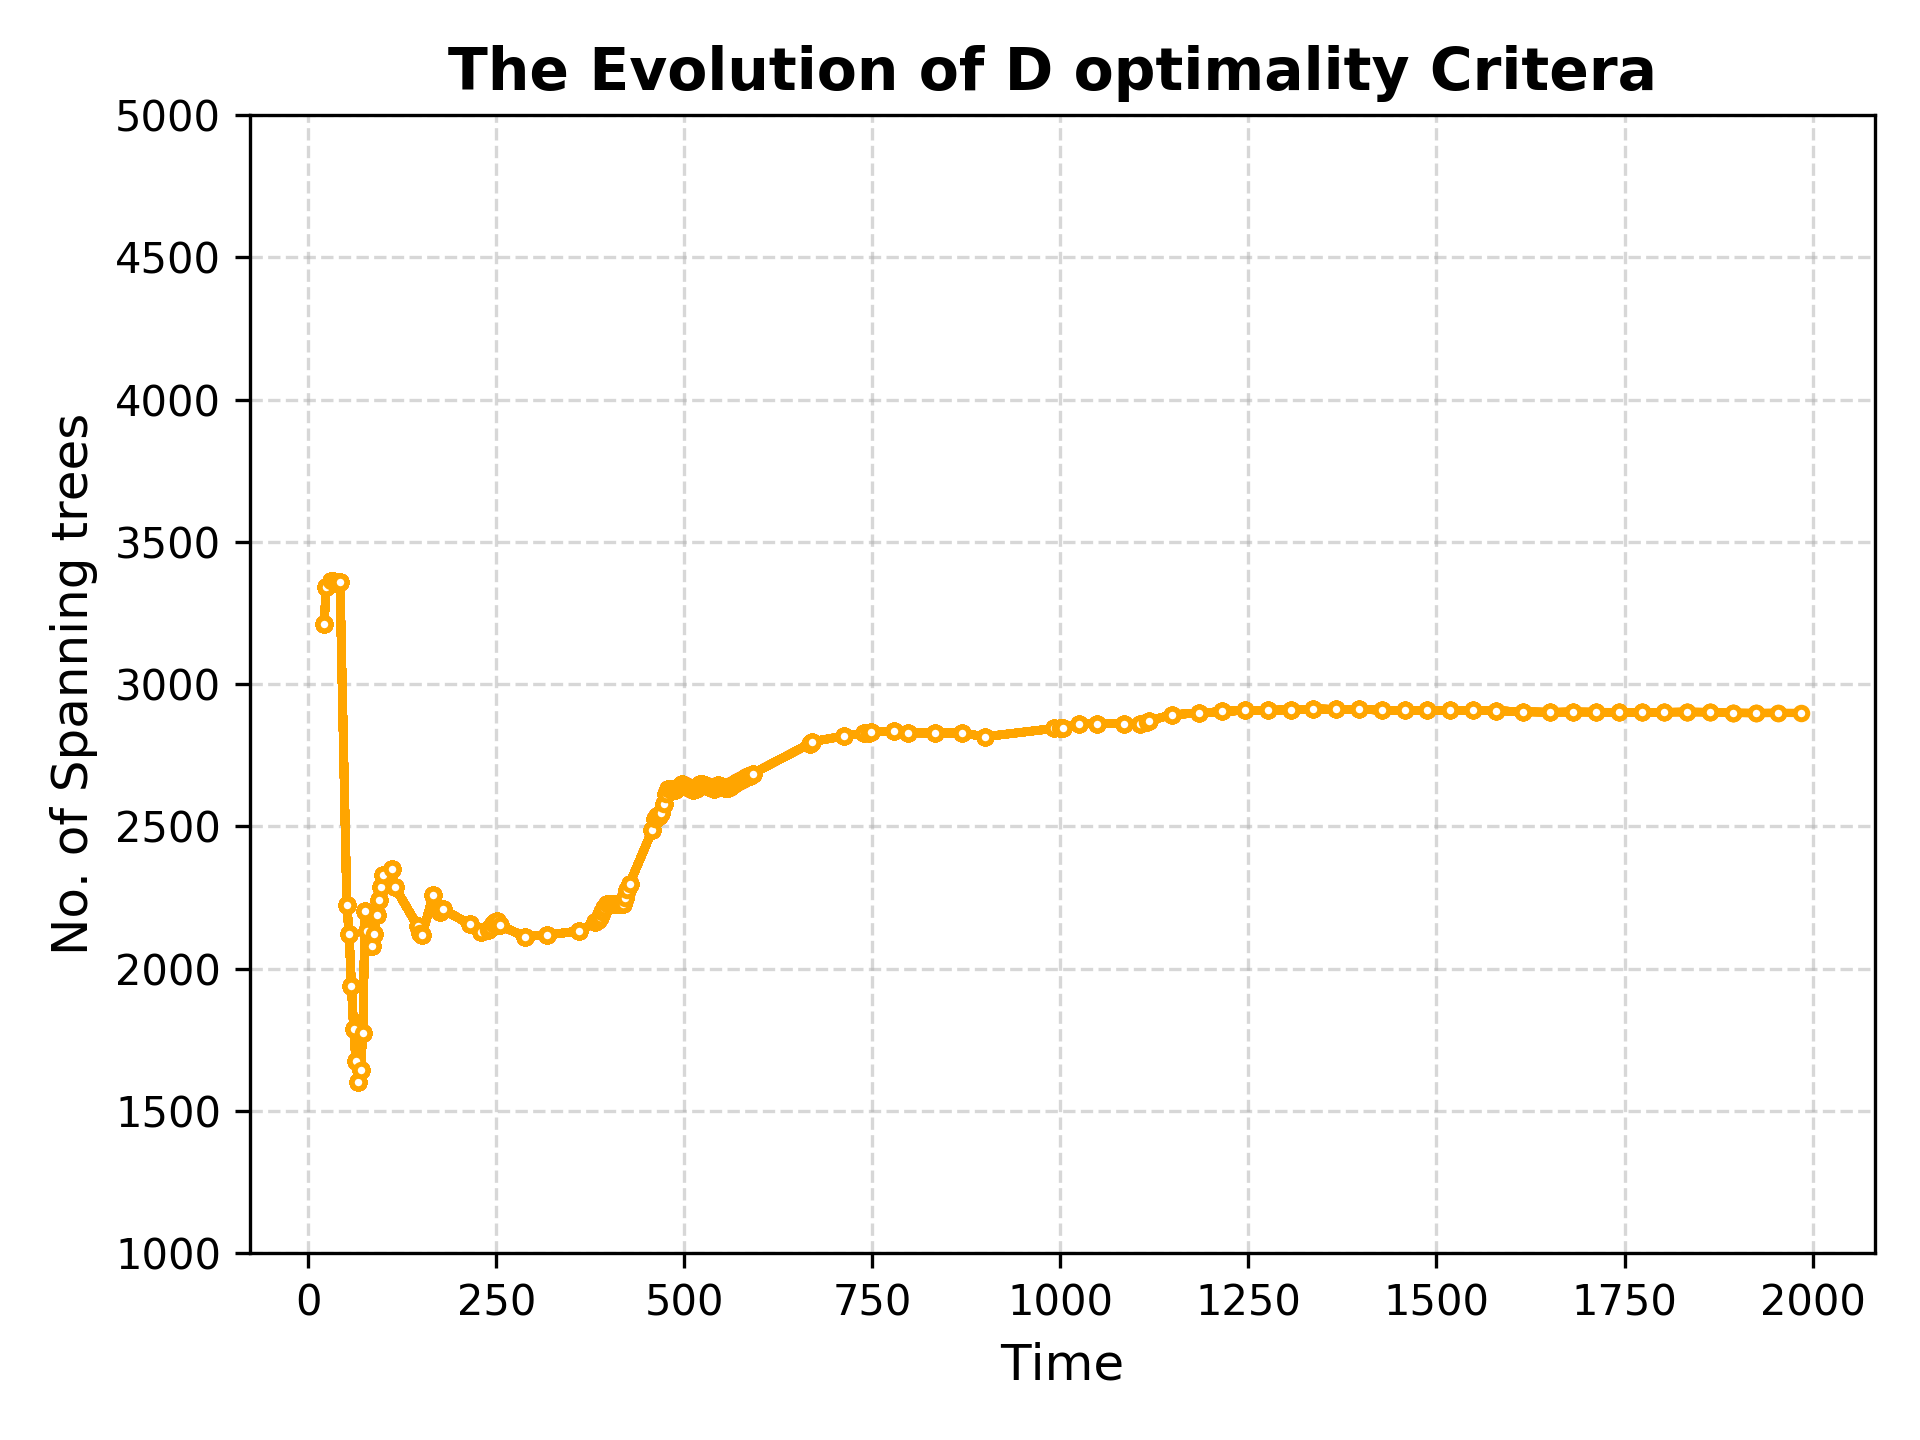 The Evolution of D optimality Critera
5000
4500
4000
3500
3000
2500
2000
1500
1000
No. of Spanning trees
0 250 500 750 1000 1250 1500 1750 2000
Time